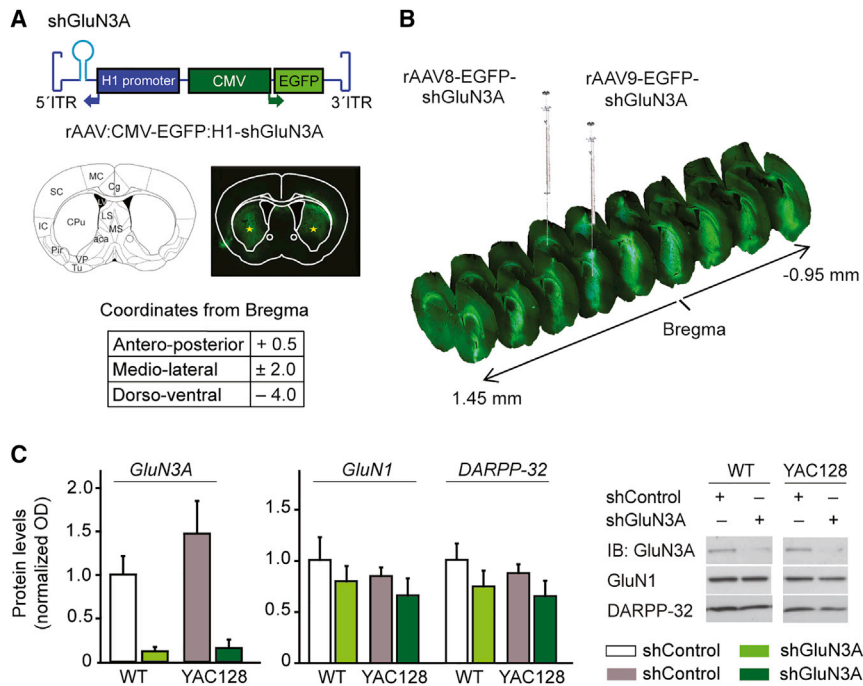 A
shGluN3A
H1 promoter
CMV
EGFP
5´ITR
3´ITR
rAAV:CMV-EGFP:H1-shGluN3A
MC
Cg
SC
LV
LS
IC
CPu
MS
aca
Pir
VP
Tu
Coordinates from Bregma
Antero-posterior + 0.5
Medio-lateral ± 2.0
Dorso-ventral – 4.0
B
rAAV8-EGFP-
shGluN3A
rAAV9-EGFP-
shGluN3A
-0.95 mm
Bregma
1.45 mm
C
Protein levels
(normalized OD)
GluN3A
2.0
1.5
1.0
0.5
0
WT YAC128
GluN1 DARPP-32
1.5
1.0
0.5
0
WT YAC128 WT YAC128
WT YAC128
shControl + – + –
shGluN3A – + – +
IB: GluN3A
GluN1
DARPP-32
shControl shGluN3A
shControl shGluN3A